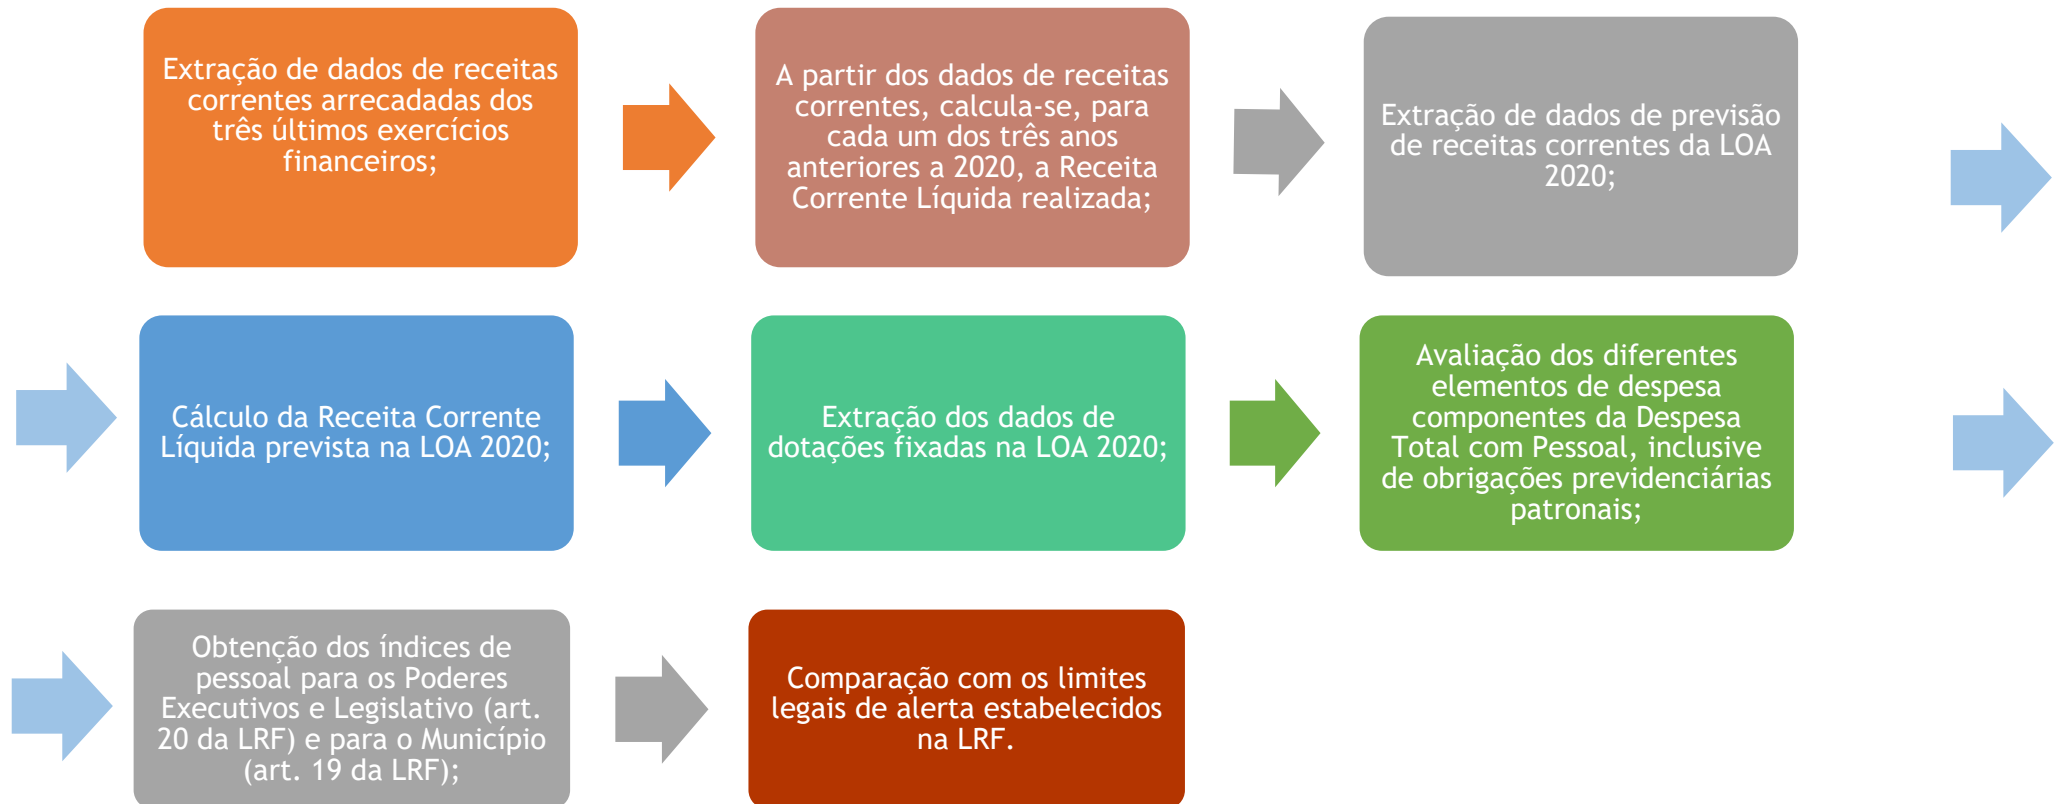 Extração de dados de receitas
correntes arrecadadas dos
três últimos exercícios
financeiros;
A partir dos dados de receitas
correntes, calcula-se, para
cada um dos três anos
anteriores a 2020, a Receita
Corrente Líquida realizada;
Extração de dados de previsão
de receitas correntes da LOA
2020;
Cálculo da Receita Corrente
Líquida prevista na LOA 2020;
Extração dos dados de
dotações fixadas na LOA 2020;
Avaliação dos diferentes
elementos de despesa
componentes da Despesa
Total com Pessoal, inclusive
de obrigações previdenciárias
patronais;
Obtenção dos índices de
pessoal para os Poderes
Executivos e Legislativo (art.
20 da LRF) e para o Município
(art. 19 da LRF);
Comparação com os limites
legais de alerta estabelecidos
na LRF.